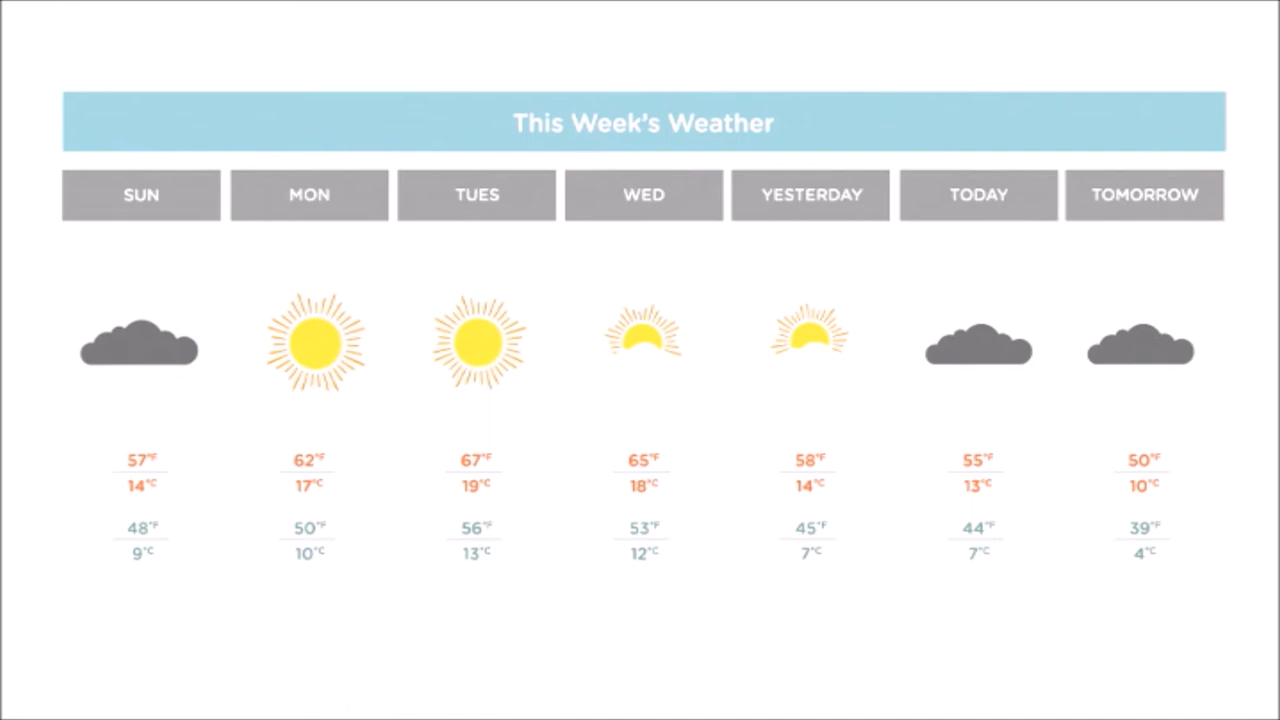 This Week's Weather
SUN MON TUES WED YESTERDAY TODAY TOMORROW
57°F 62°F 67°F 65°F 58°F 55°F 50°F
14°C 17°C 19°C 18°C 14°C 13°C 10°C
48°F 50°F 56°F 53°F 45°F 44°F 39°F
9°C 10°C 13°C 12°C 7°C 7°C 4°C